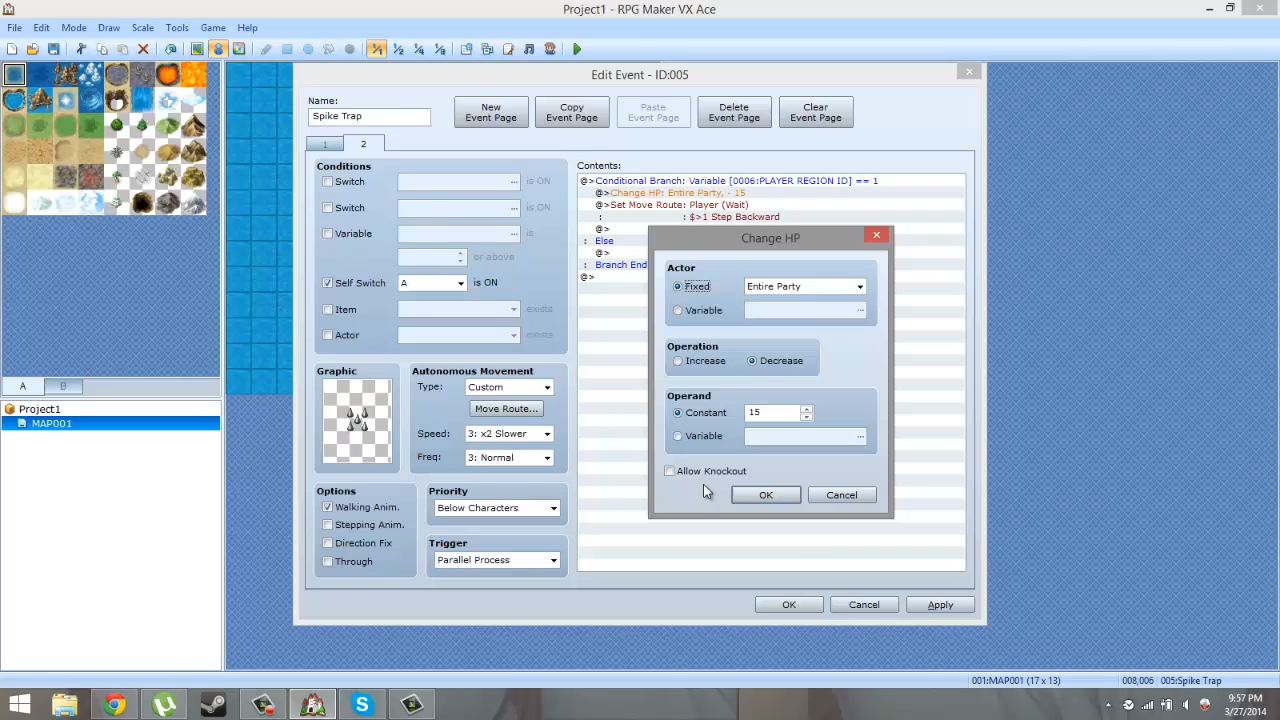 Project1 - RPG Maker VX Ace
File Edit Mode Draw Scale Tools Game Help
Edit Event - ID:005
Name:
Spike Trap
New Event Page
Copy Event Page
Paste Event Page
Delete Event Page
Clear Event Page
1 2
Conditions
Switch ... is ON
Switch ... is ON
Variable ... is
or above
Self Switch A is ON
Item exists
Actor exists
Graphic
Autonomous Movement
Type: Custom
Move Route...
Speed: 3: x2 Slower
Freq: 3: Normal
Options
Walking Anim.
Stepping Anim.
Direction Fix
Through
Priority
Below Characters
Trigger
Parallel Process
Contents:
@>Conditional Branch: Variable [0006:PLAYER REGION ID] == 1
@>Change HP: Entire Party, - 15
@>Set Move Route: Player (Wait)
: : $>1 Step Backward
@>
: Else
@>
: Branch End
@>
Change HP
Actor
Fixed Entire Party
Variable ...
Operation
Increase Decrease
Operand
Constant 15
Variable ...
Allow Knockout
OK Cancel
OK Cancel Apply
A B
Project1
MAP001
001:MAP001 (17 x 13) 008,006 005:Spike Trap
9:57 PM
3/27/2014